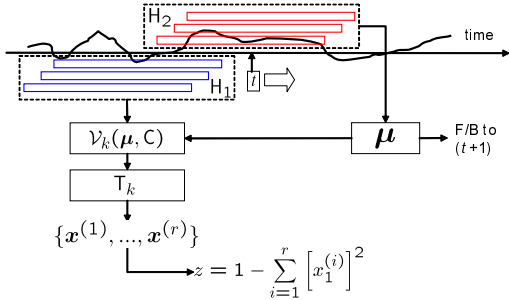 H₂
time
t
H₁
𝒱ₖ(𝝁, C)
𝝁
F/B to
(t+1)
Tₖ
{𝒙⁽¹⁾, ..., 𝒙⁽ʳ⁾}
z = 1 − ∑_{i=1}^{r} [x₁⁽ⁱ⁾]²